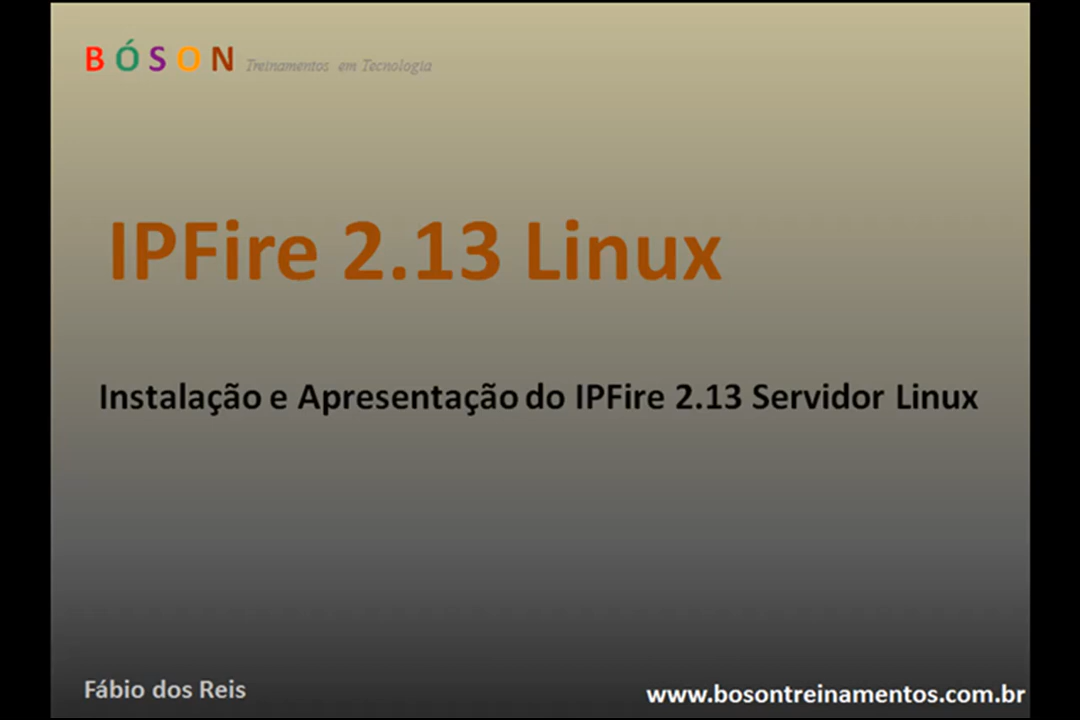 BÓSON Treinamentos em Tecnologia
IPFire 2.13 Linux
Instalação e Apresentação do IPFire 2.13 Servidor Linux
Fábio dos Reis
www.bosontreinamentos.com.br